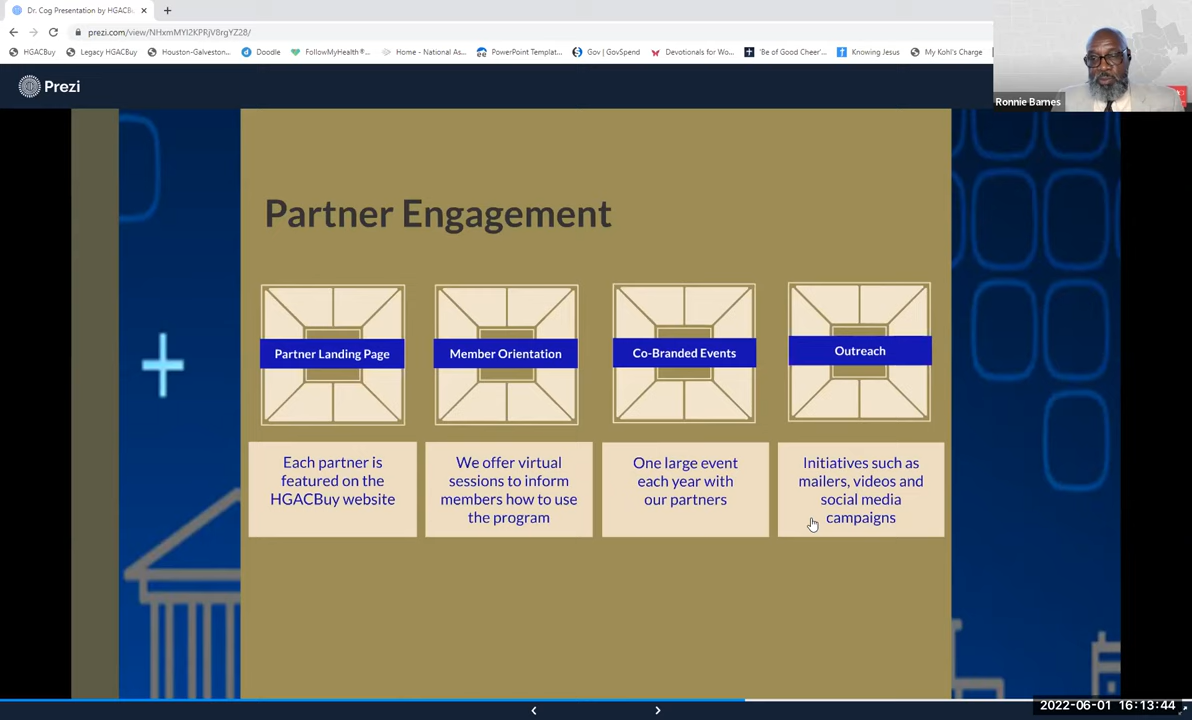 Dr. Cog Presentation by HGACBu
prezi.com/view/NHxmMYI2KPRjV8rgYZ28/
HGACBuy
Legacy HGACBuy
Houston-Galveston...
Doodle
FollowMyHealth®...
Home - National As...
PowerPoint Templat...
Gov | GovSpend
Devotionals for Wo...
'Be of Good Cheer'...
Knowing Jesus
My Kohl's Charge
Prezi
Ronnie Barnes
Partner Engagement
Partner Landing Page
Member Orientation
Co-Branded Events
Outreach
Each partner is
featured on the
HGACBuy website
We offer virtual
sessions to inform
members how to use
the program
One large event
each year with
our partners
Initiatives such as
mailers, videos and
social media
campaigns
2022-06-01 16:13:44